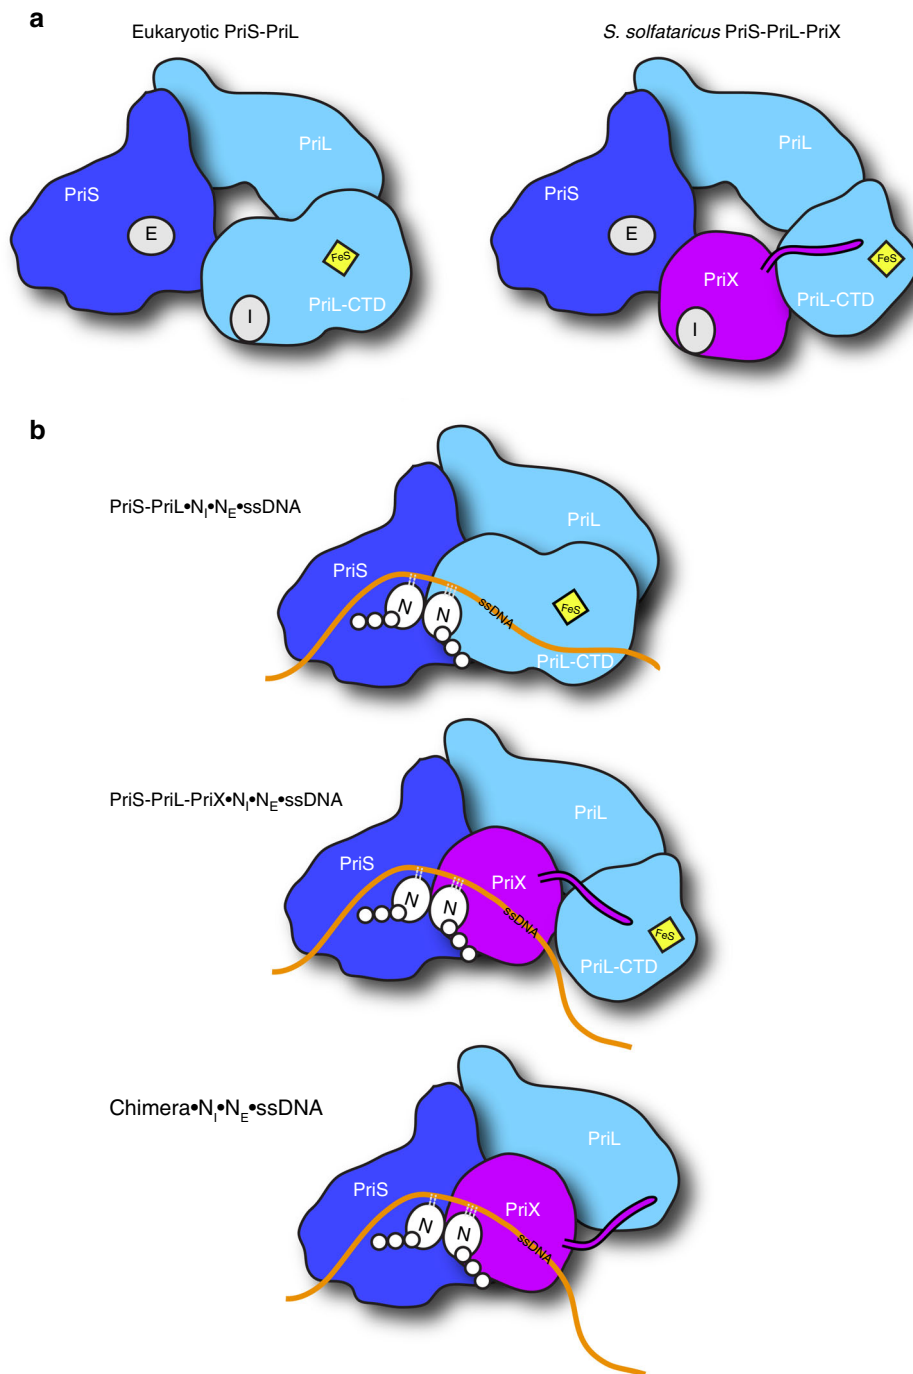 a
Eukaryotic PriS-PriL
S. solfataricus PriS-PriL-PriX
PriL
PriS
E
FeS
PriL-CTD
I
PriL
PriS
E
PriX
FeS
PriL-CTD
I
b
PriS-PriL•NI•NE•ssDNA
PriL
PriS
N
N
ssDNA
FeS
PriL-CTD
PriS-PriL-PriX•NI•NE•ssDNA
PriL
PriS
PriX
N
N
ssDNA
FeS
PriL-CTD
Chimera•NI•NE•ssDNA
PriL
PriS
PriX
N
N
ssDNA